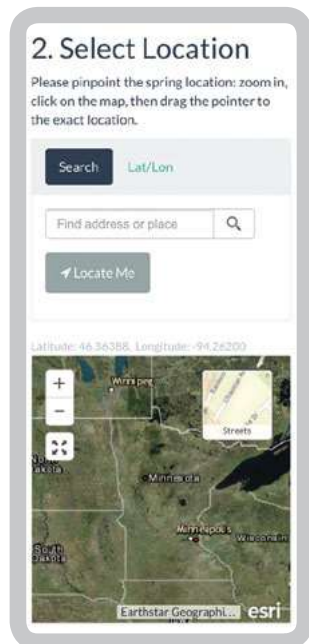 2. Select Location
Please pinpoint the spring location: zoom in,
click on the map, then drag the pointer to
the exact location.
Search Lat/Lon
Find address or place
Locate Me
Latitude: 46.36388, Longitude: -94.26200
+
Winnipeg
−
Streets
North
Dakota
Minnesota
Minneapolis
Wisconsin
South
Dakota
Earthstar Geographi... esri